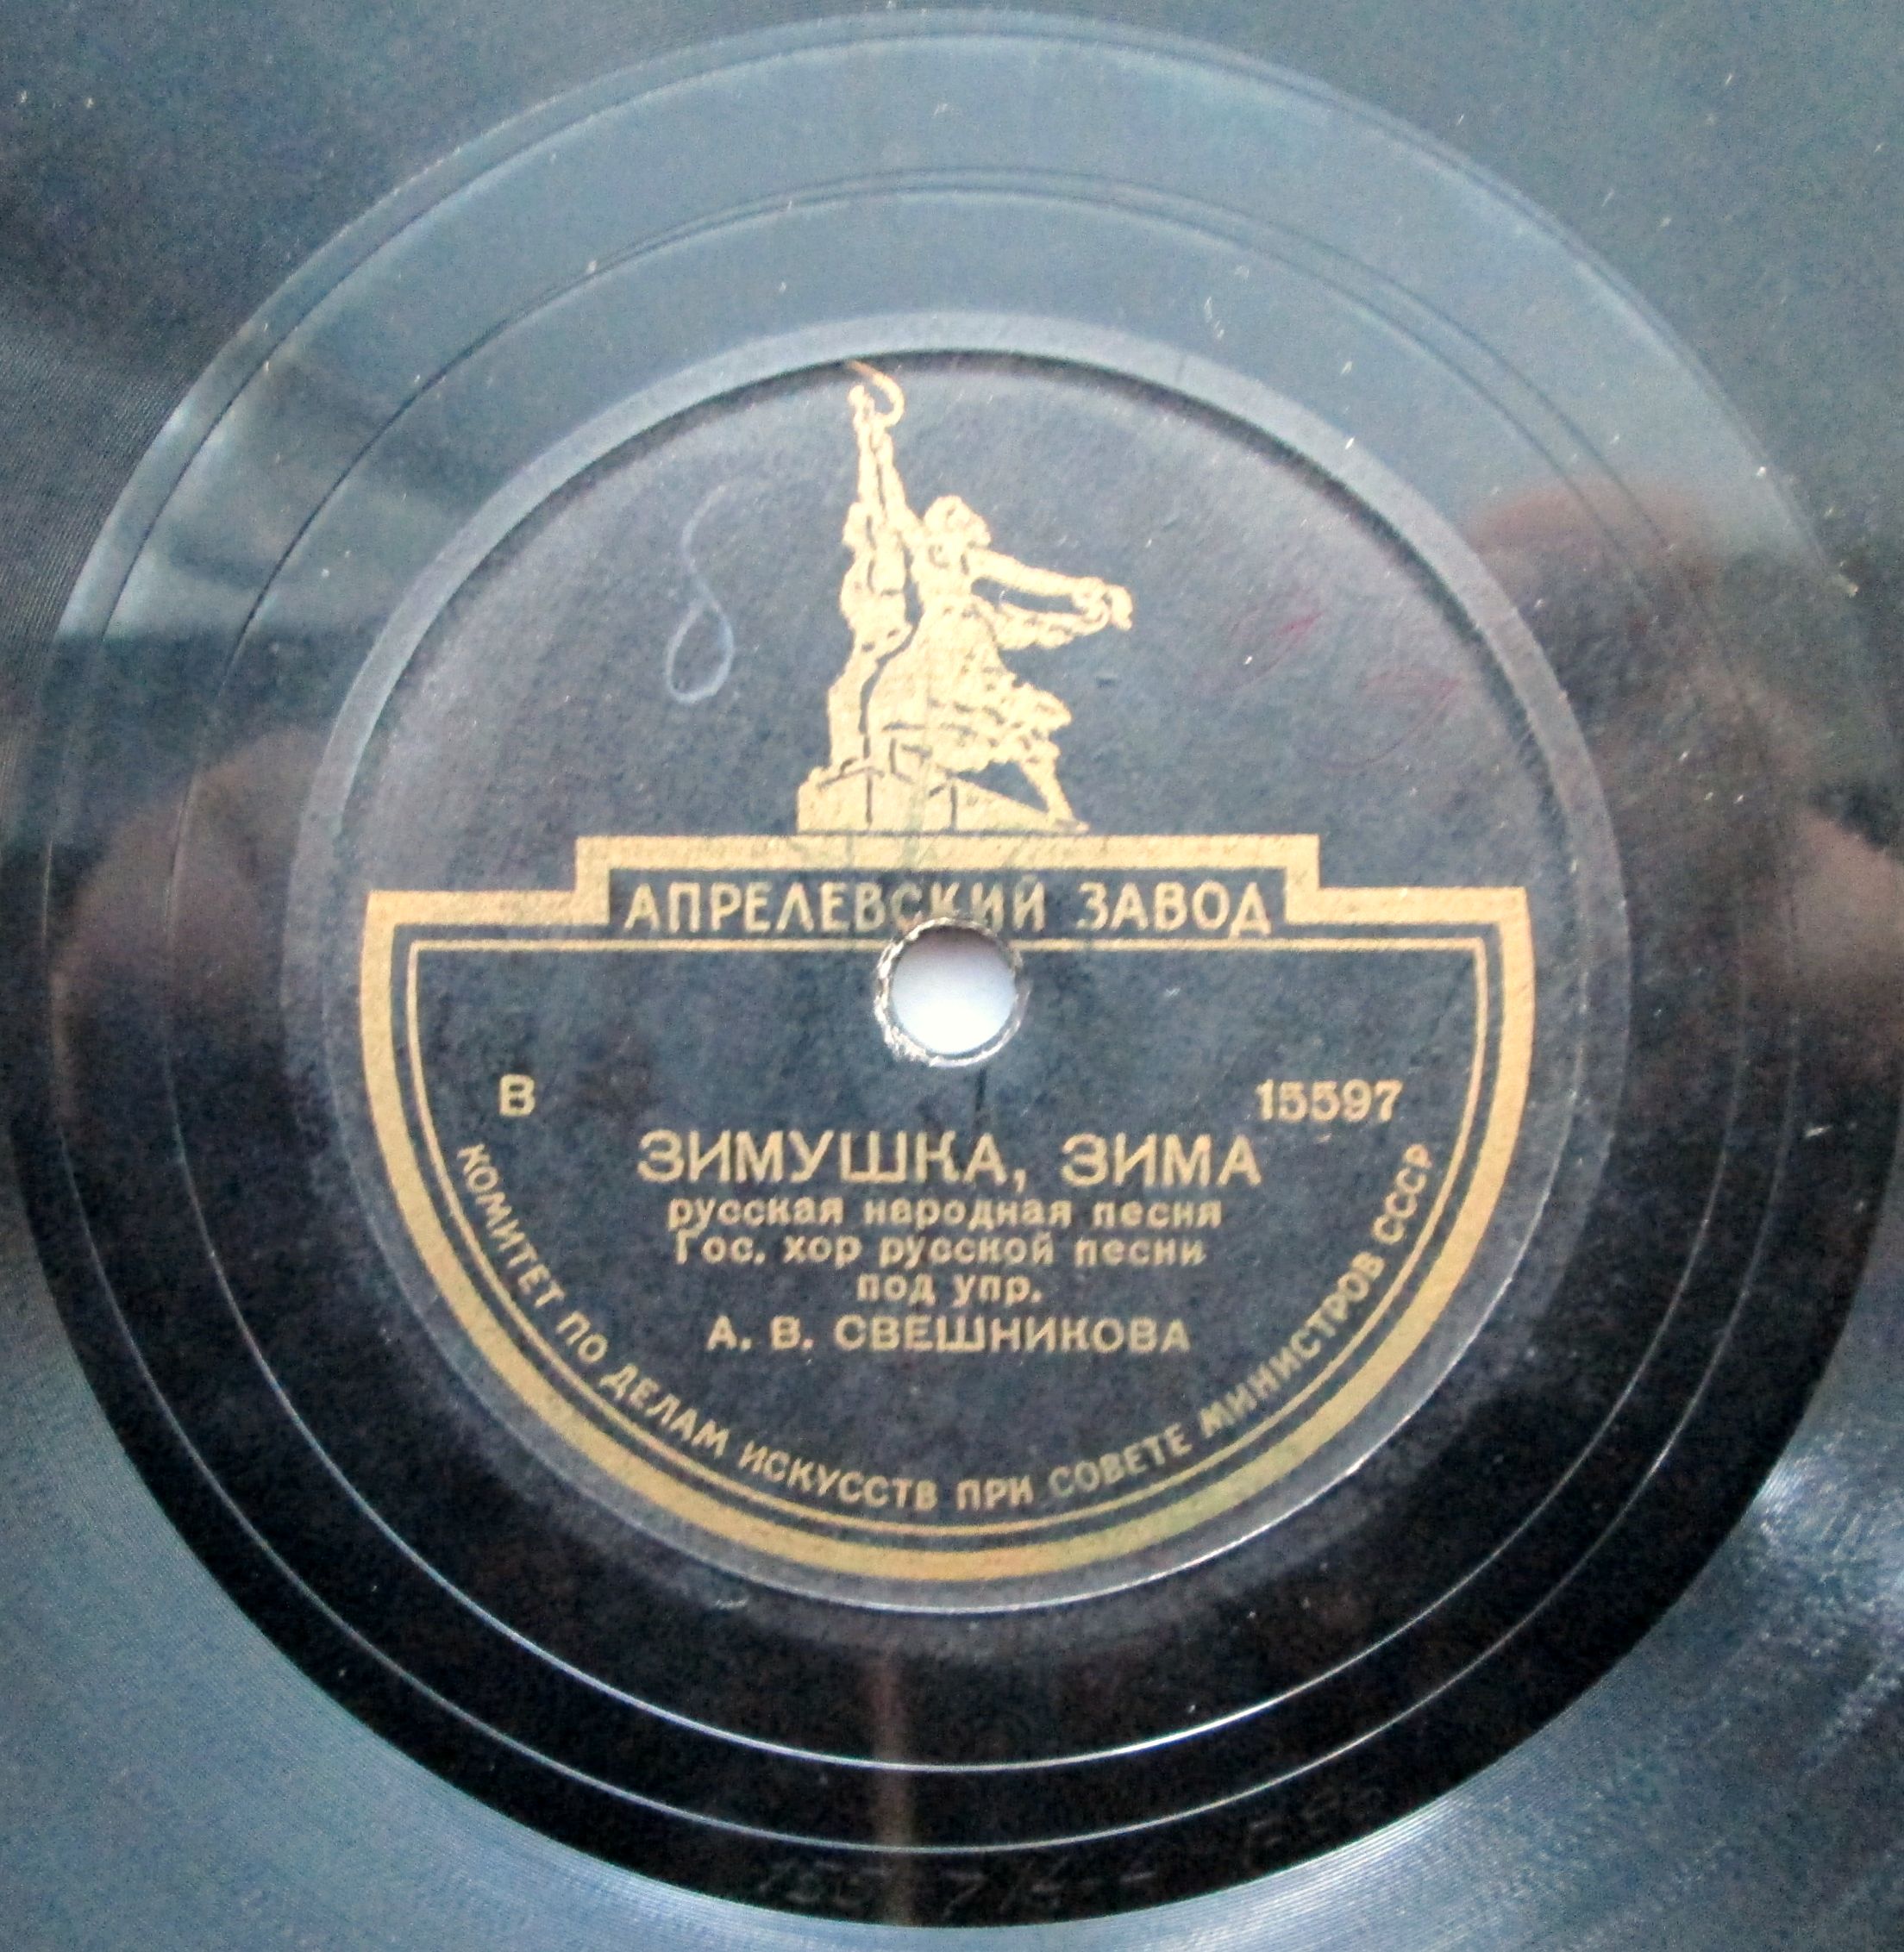 8
АПРЕЛЕВСКИЙ ЗАВОД
В 15597
ЗИМУШКА, ЗИМА
русская народная песня
Гос. хор русской песни
под упр.
А. В. СВЕШНИКОВА
КОМИТЕТ ПО ДЕЛАМ ИСКУССТВ ПРИ СОВЕТЕ МИНИСТРОВ СССР